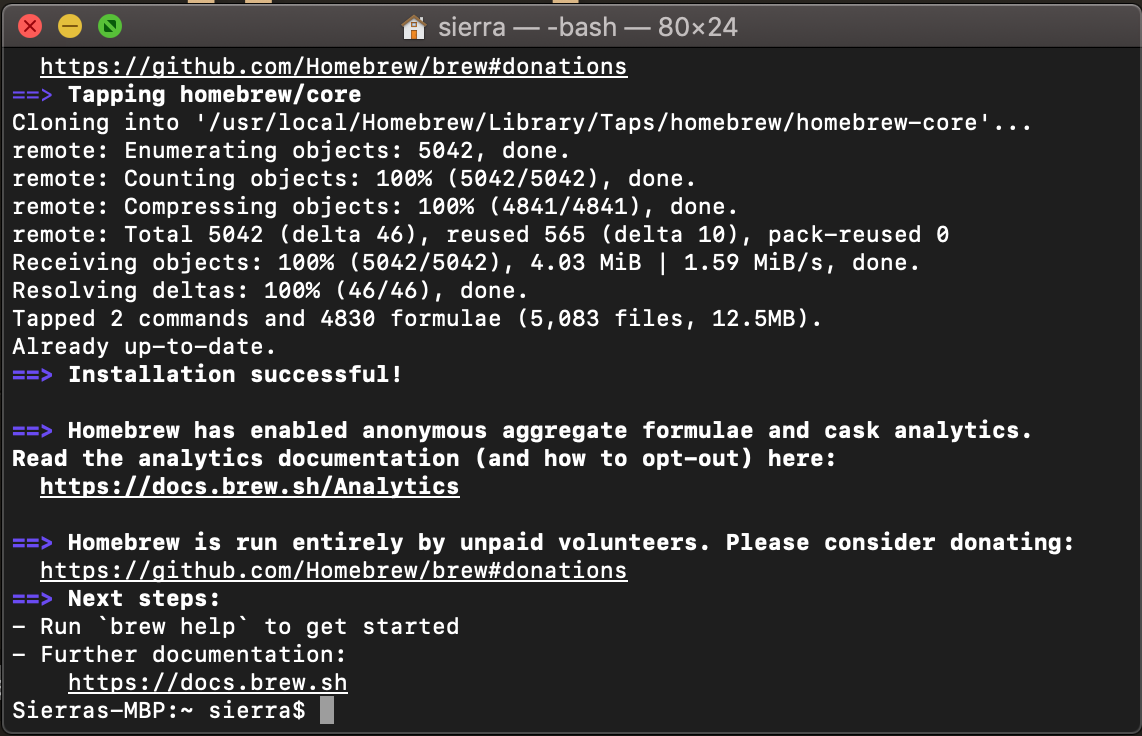 sierra — -bash — 80×24
https://github.com/Homebrew/brew#donations
==> Tapping homebrew/core
Cloning into '/usr/local/Homebrew/Library/Taps/homebrew/homebrew-core'...
remote: Enumerating objects: 5042, done.
remote: Counting objects: 100% (5042/5042), done.
remote: Compressing objects: 100% (4841/4841), done.
remote: Total 5042 (delta 46), reused 565 (delta 10), pack-reused 0
Receiving objects: 100% (5042/5042), 4.03 MiB | 1.59 MiB/s, done.
Resolving deltas: 100% (46/46), done.
Tapped 2 commands and 4830 formulae (5,083 files, 12.5MB).
Already up-to-date.
==> Installation successful!
==> Homebrew has enabled anonymous aggregate formulae and cask analytics.
Read the analytics documentation (and how to opt-out) here:
https://docs.brew.sh/Analytics
==> Homebrew is run entirely by unpaid volunteers. Please consider donating:
https://github.com/Homebrew/brew#donations
==> Next steps:
- Run `brew help` to get started
- Further documentation:
https://docs.brew.sh
Sierras-MBP:~ sierra$